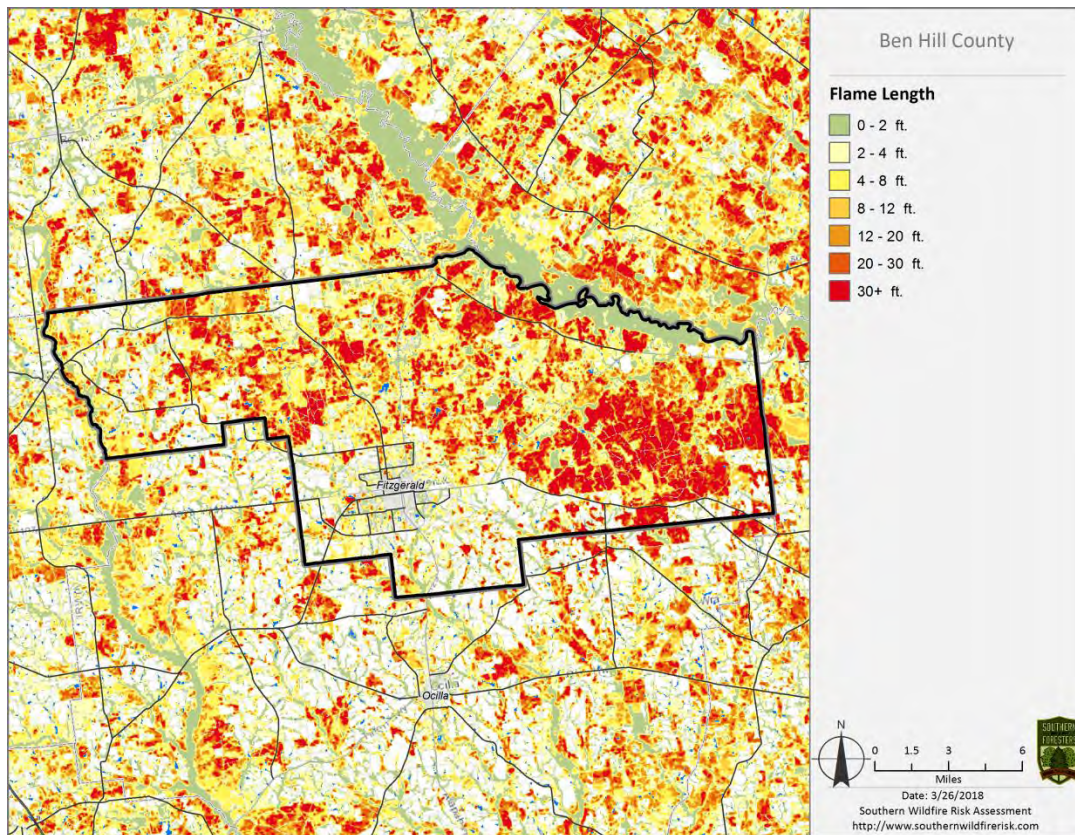 Ben Hill County
Flame Length
0 - 2 ft.
2 - 4 ft.
4 - 8 ft.
8 - 12 ft.
12 - 20 ft.
20 - 30 ft.
30+ ft.
Fitzgerald
Ocilla
N
0 1.5 3 6
Miles
SOUTHERN
FORESTERS
Date: 3/26/2018
Southern Wildfire Risk Assessment
http://www.southernwildfirerisk.com